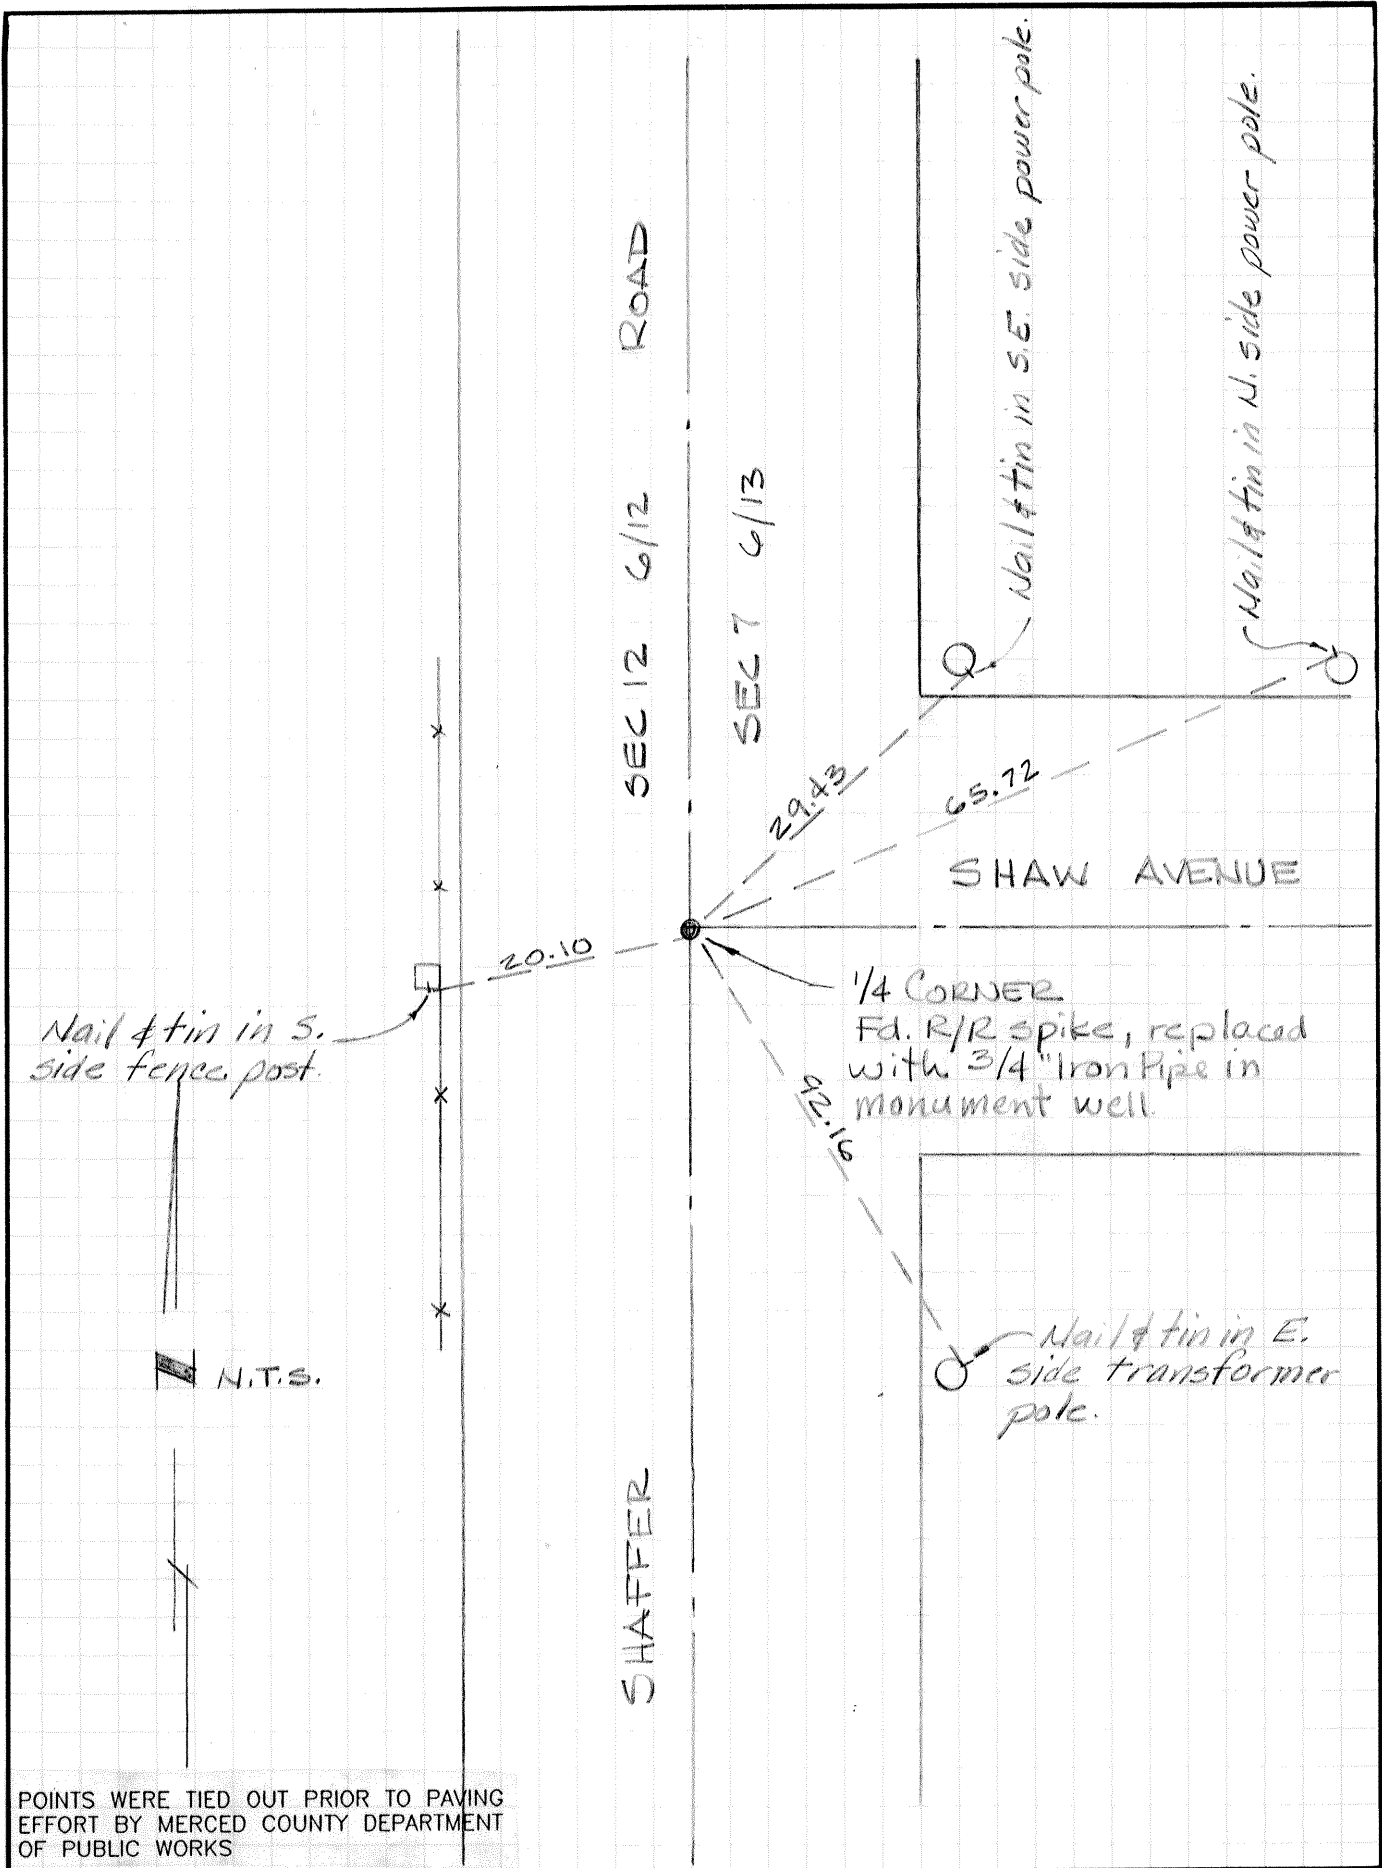 Nail & tin in S.E. side power pole.
Nail & tin in N. side power pole.
ROAD
SEC 12 6/12
SEC 7 6/13
29.43
65.72
SHAW AVENUE
20.10
1/4 CORNER
Fd. R/R spike, replaced
with 3/4" Iron Pipe in
monument well.
Nail & tin in S.
side fence post.
92.16
N
N.T.S.
Nail & tin in E.
side transformer
pole.
SHAFFER
POINTS WERE TIED OUT PRIOR TO PAVING
EFFORT BY MERCED COUNTY DEPARTMENT
OF PUBLIC WORKS